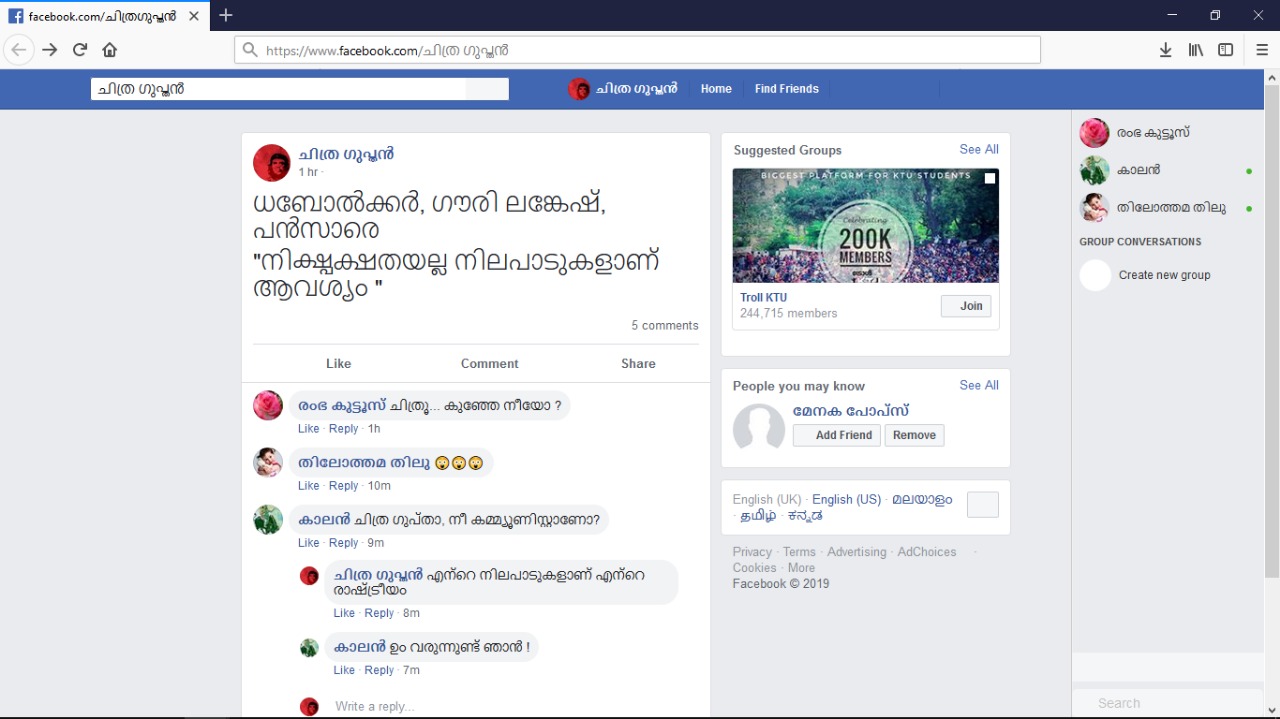 facebook.com/ചിത്രഗുപ്തൻ
https://www.facebook.com/ചിത്ര ഗുപ്തൻ
ചിത്ര ഗുപ്തൻ
ചിത്ര ഗുപ്തൻ
Home
Find Friends
ചിത്ര ഗുപ്തൻ
1 hr ·
ധബോൽക്കർ, ഗൗരി ലങ്കേഷ്,
പൻസാരെ
"നിക്ഷ്പക്ഷതയല്ല നിലപാടുകളാണ്
ആവശ്യം "
5 comments
Like Comment Share
രംഭ കുട്ടൂസ് ചിത്രൂ... കുഞ്ഞേ നീയോ ?
Like · Reply · 1h
തിലോത്തമ തിലു 😲😲😲
Like · Reply · 10m
കാലൻ ചിത്ര ഗുപ്താ, നീ കമ്മ്യൂണിസ്റ്റാണോ?
Like · Reply · 9m
ചിത്ര ഗുപ്തൻ എന്റെ നിലപാടുകളാണ് എന്റെ
രാഷ്ട്രീയം
Like · Reply · 8m
കാലൻ ഉം വരുന്നുണ്ട് ഞാൻ !
Like · Reply · 7m
Write a reply...
Suggested Groups
See All
BIGGEST PLATFORM FOR KTU STUDENTS
Celebrating
200K
MEMBERS
Troll KTU
244,715 members
Join
People you may know
See All
മേനക പോപ്സ്
Add Friend Remove
English (UK) · English (US) · മലയാളം
· தமிழ் · ಕನ್ನಡ
Privacy · Terms · Advertising · AdChoices ·
Cookies · More
Facebook © 2019
രംഭ കുട്ടൂസ്
കാലൻ
തിലോത്തമ തിലു
GROUP CONVERSATIONS
Create new group
Search